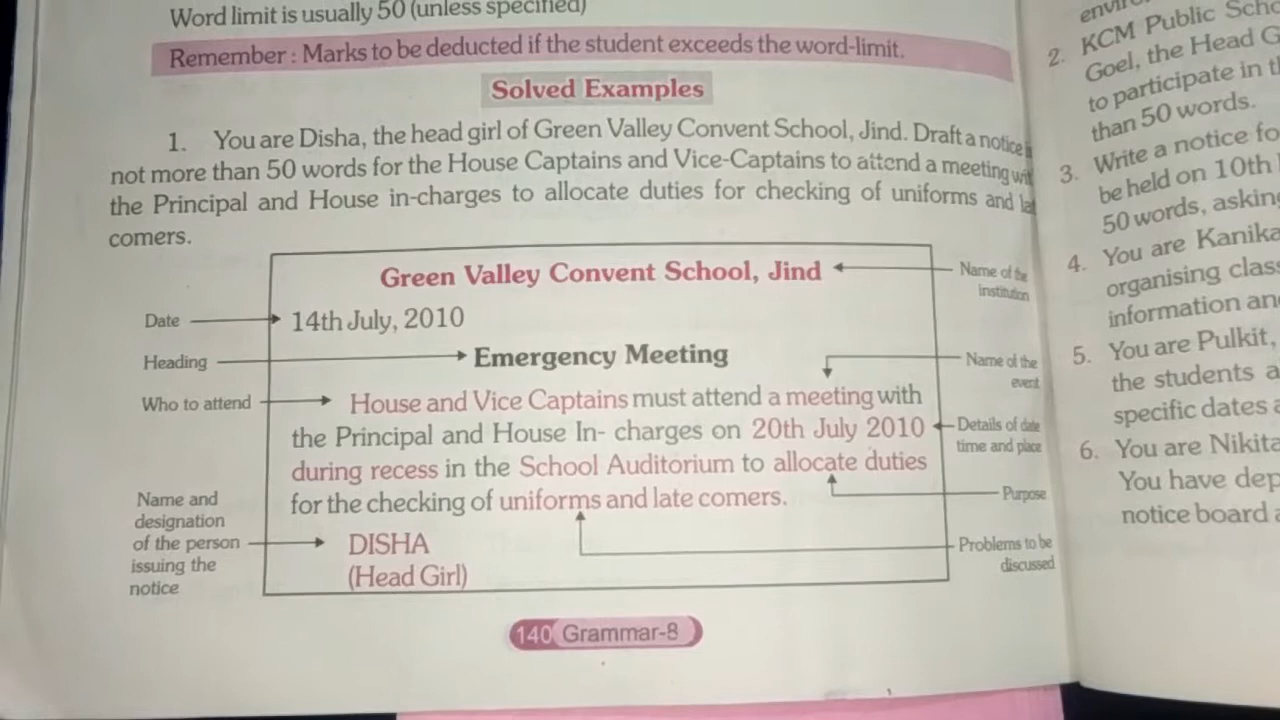 Word limit is usually 50 (unless specified)
Remember : Marks to be deducted if the student exceeds the word-limit.
Solved Examples
1. You are Disha, the head girl of Green Valley Convent School, Jind. Draft a notice
not more than 50 words for the House Captains and Vice-Captains to attend a meeting
the Principal and House in-charges to allocate duties for checking of uniforms and
comers.
Green Valley Convent School, Jind
Name of the
institution
Date
14th July, 2010
Heading
Emergency Meeting
Name of the
event
Who to attend
House and Vice Captains must attend a meeting with
the Principal and House In- charges on 20th July 2010
Details of date
time and place
during recess in the School Auditorium to allocate duties
for the checking of uniforms and late comers.
Purpose
Name and
designation
of the person
issuing the
notice
DISHA
(Head Girl)
Problems to be
discussed
140 Grammar-8
2. KCM Public
Goel, the Head
to participate in
than 50 words.
3. Write a notice
be held on 10th
50 words,
4. You are Kanika
organising
information
5. You are Pulkit,
the students
specific dates
6. You are Nikita
You have
notice board